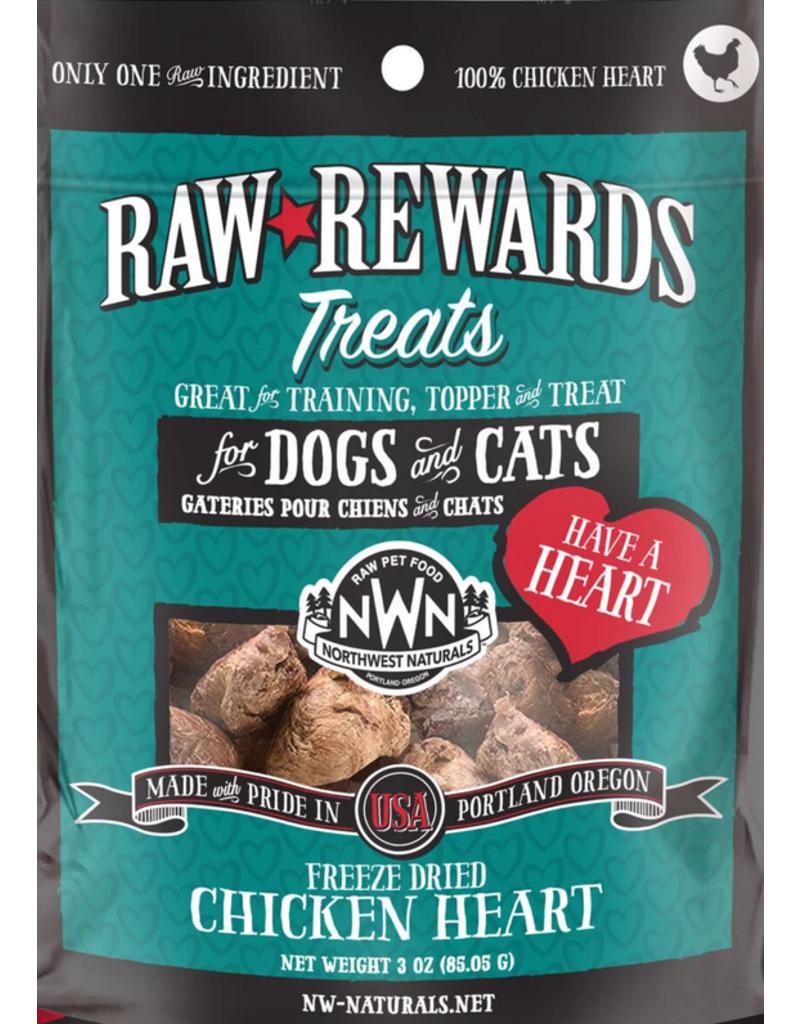 ONLY ONE Raw INGREDIENT
100% CHICKEN HEART
RAW★REWARDS
Treats
GREAT for TRAINING, TOPPER and TREAT
for DOGS and CATS
GATERIES POUR CHIENS and CHATS
HAVE A
HEART
RAW PET FOOD
NWN
NORTHWEST NATURALS™
PORTLAND-OREGON
MADE with PRIDE IN USA PORTLAND OREGON
FREEZE DRIED
CHICKEN HEART
NET WEIGHT 3 OZ (85.05 G)
NW-NATURALS.NET